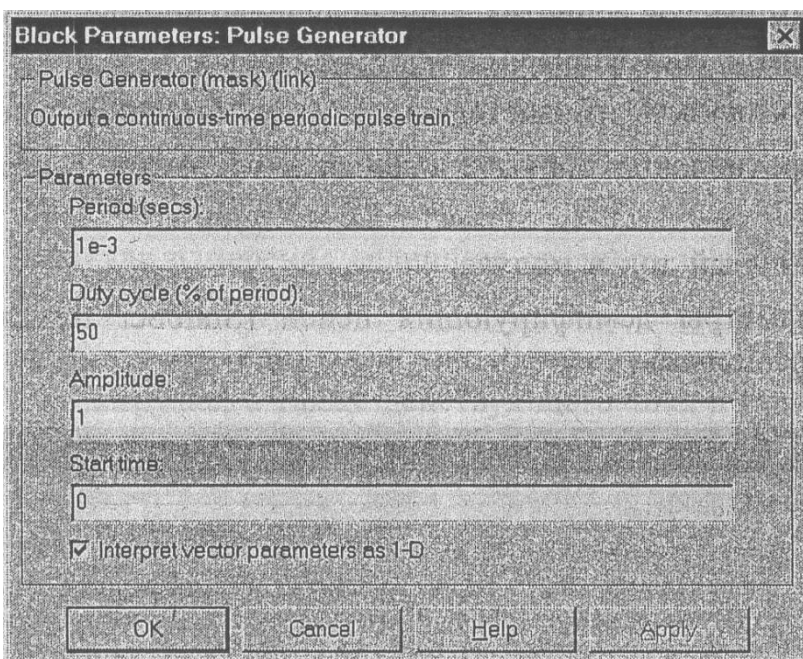 Block Parameters: Pulse Generator
Pulse Generator (mask) (link)
Output a continuous-time periodic pulse train.
Parameters
Period (secs):
1e-3
Duty cycle (% of period):
50
Amplitude:
1
Start time:
0
Interpret vector parameters as 1-D
OK Cancel Help Apply